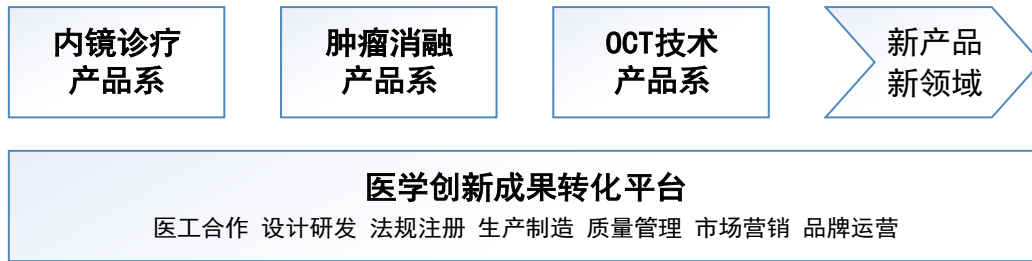 内镜诊疗
产品系
肿瘤消融
产品系
OCT技术
产品系
新产品
新领域
医学创新成果转化平台
医工合作 设计研发 法规注册 生产制造 质量管理 市场营销 品牌运营